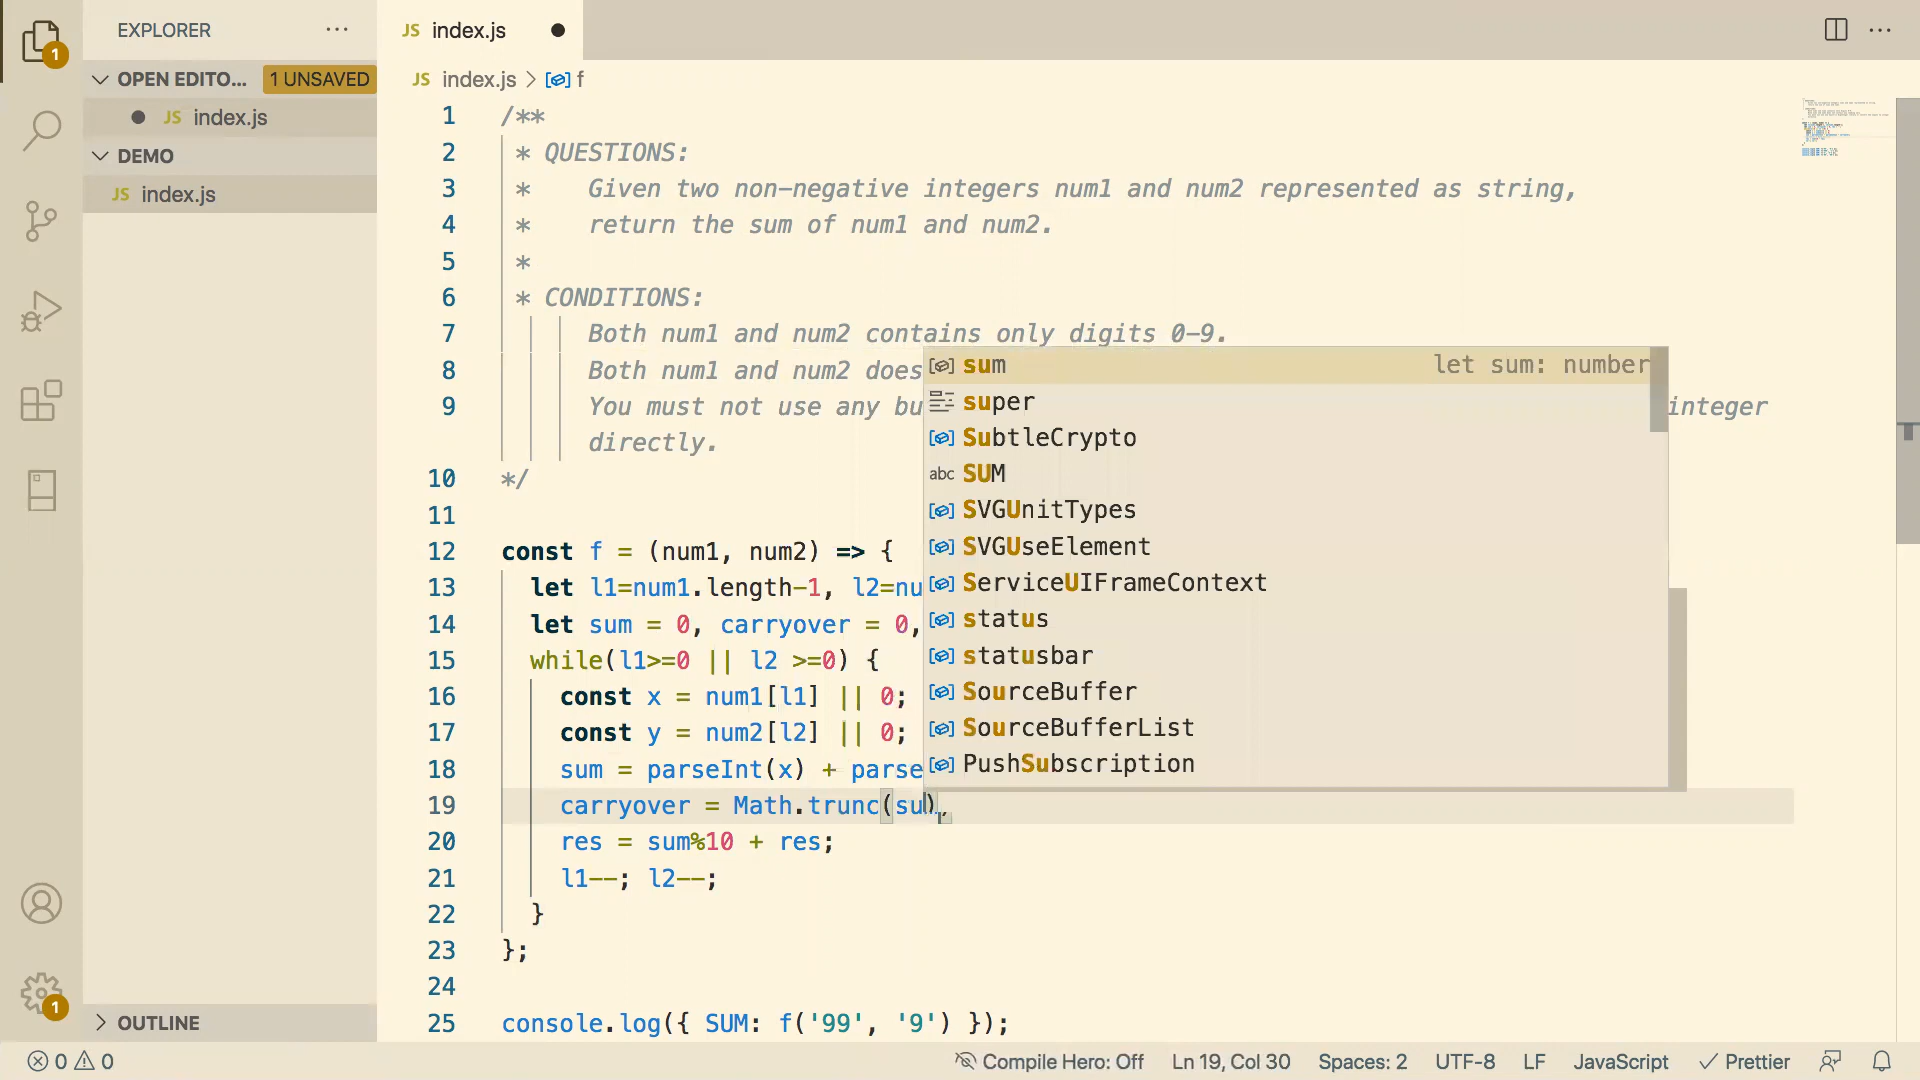 EXPLORER
1
OPEN EDITO... 1 UNSAVED
JS index.js
DEMO
JS index.js
OUTLINE
1
JS index.js
JS index.js > f
1 /**
2 * QUESTIONS:
3 * Given two non-negative integers num1 and num2 represented as string,
4 * return the sum of num1 and num2.
5 *
6 * CONDITIONS:
7 Both num1 and num2 contains only digits 0-9.
8 Both num1 and num2 does
9 You must not use any bu integer
directly.
10 */
11
12 const f = (num1, num2) => {
13 let l1=num1.length-1, l2=nu
14 let sum = 0, carryover = 0,
15 while(l1>=0 || l2 >=0) {
16 const x = num1[l1] || 0;
17 const y = num2[l2] || 0;
18 sum = parseInt(x) + parse
19 carryover = Math.trunc(su)
20 res = sum%10 + res;
21 l1--; l2--;
22 }
23 };
24
25 console.log({ SUM: f('99', '9') });
sum let sum: number
super
SubtleCrypto
abc SUM
SVGUnitTypes
SVGUseElement
ServiceUIFrameContext
status
statusbar
SourceBuffer
SourceBufferList
PushSubscription
0 0 Compile Hero: Off Ln 19, Col 30 Spaces: 2 UTF-8 LF JavaScript Prettier